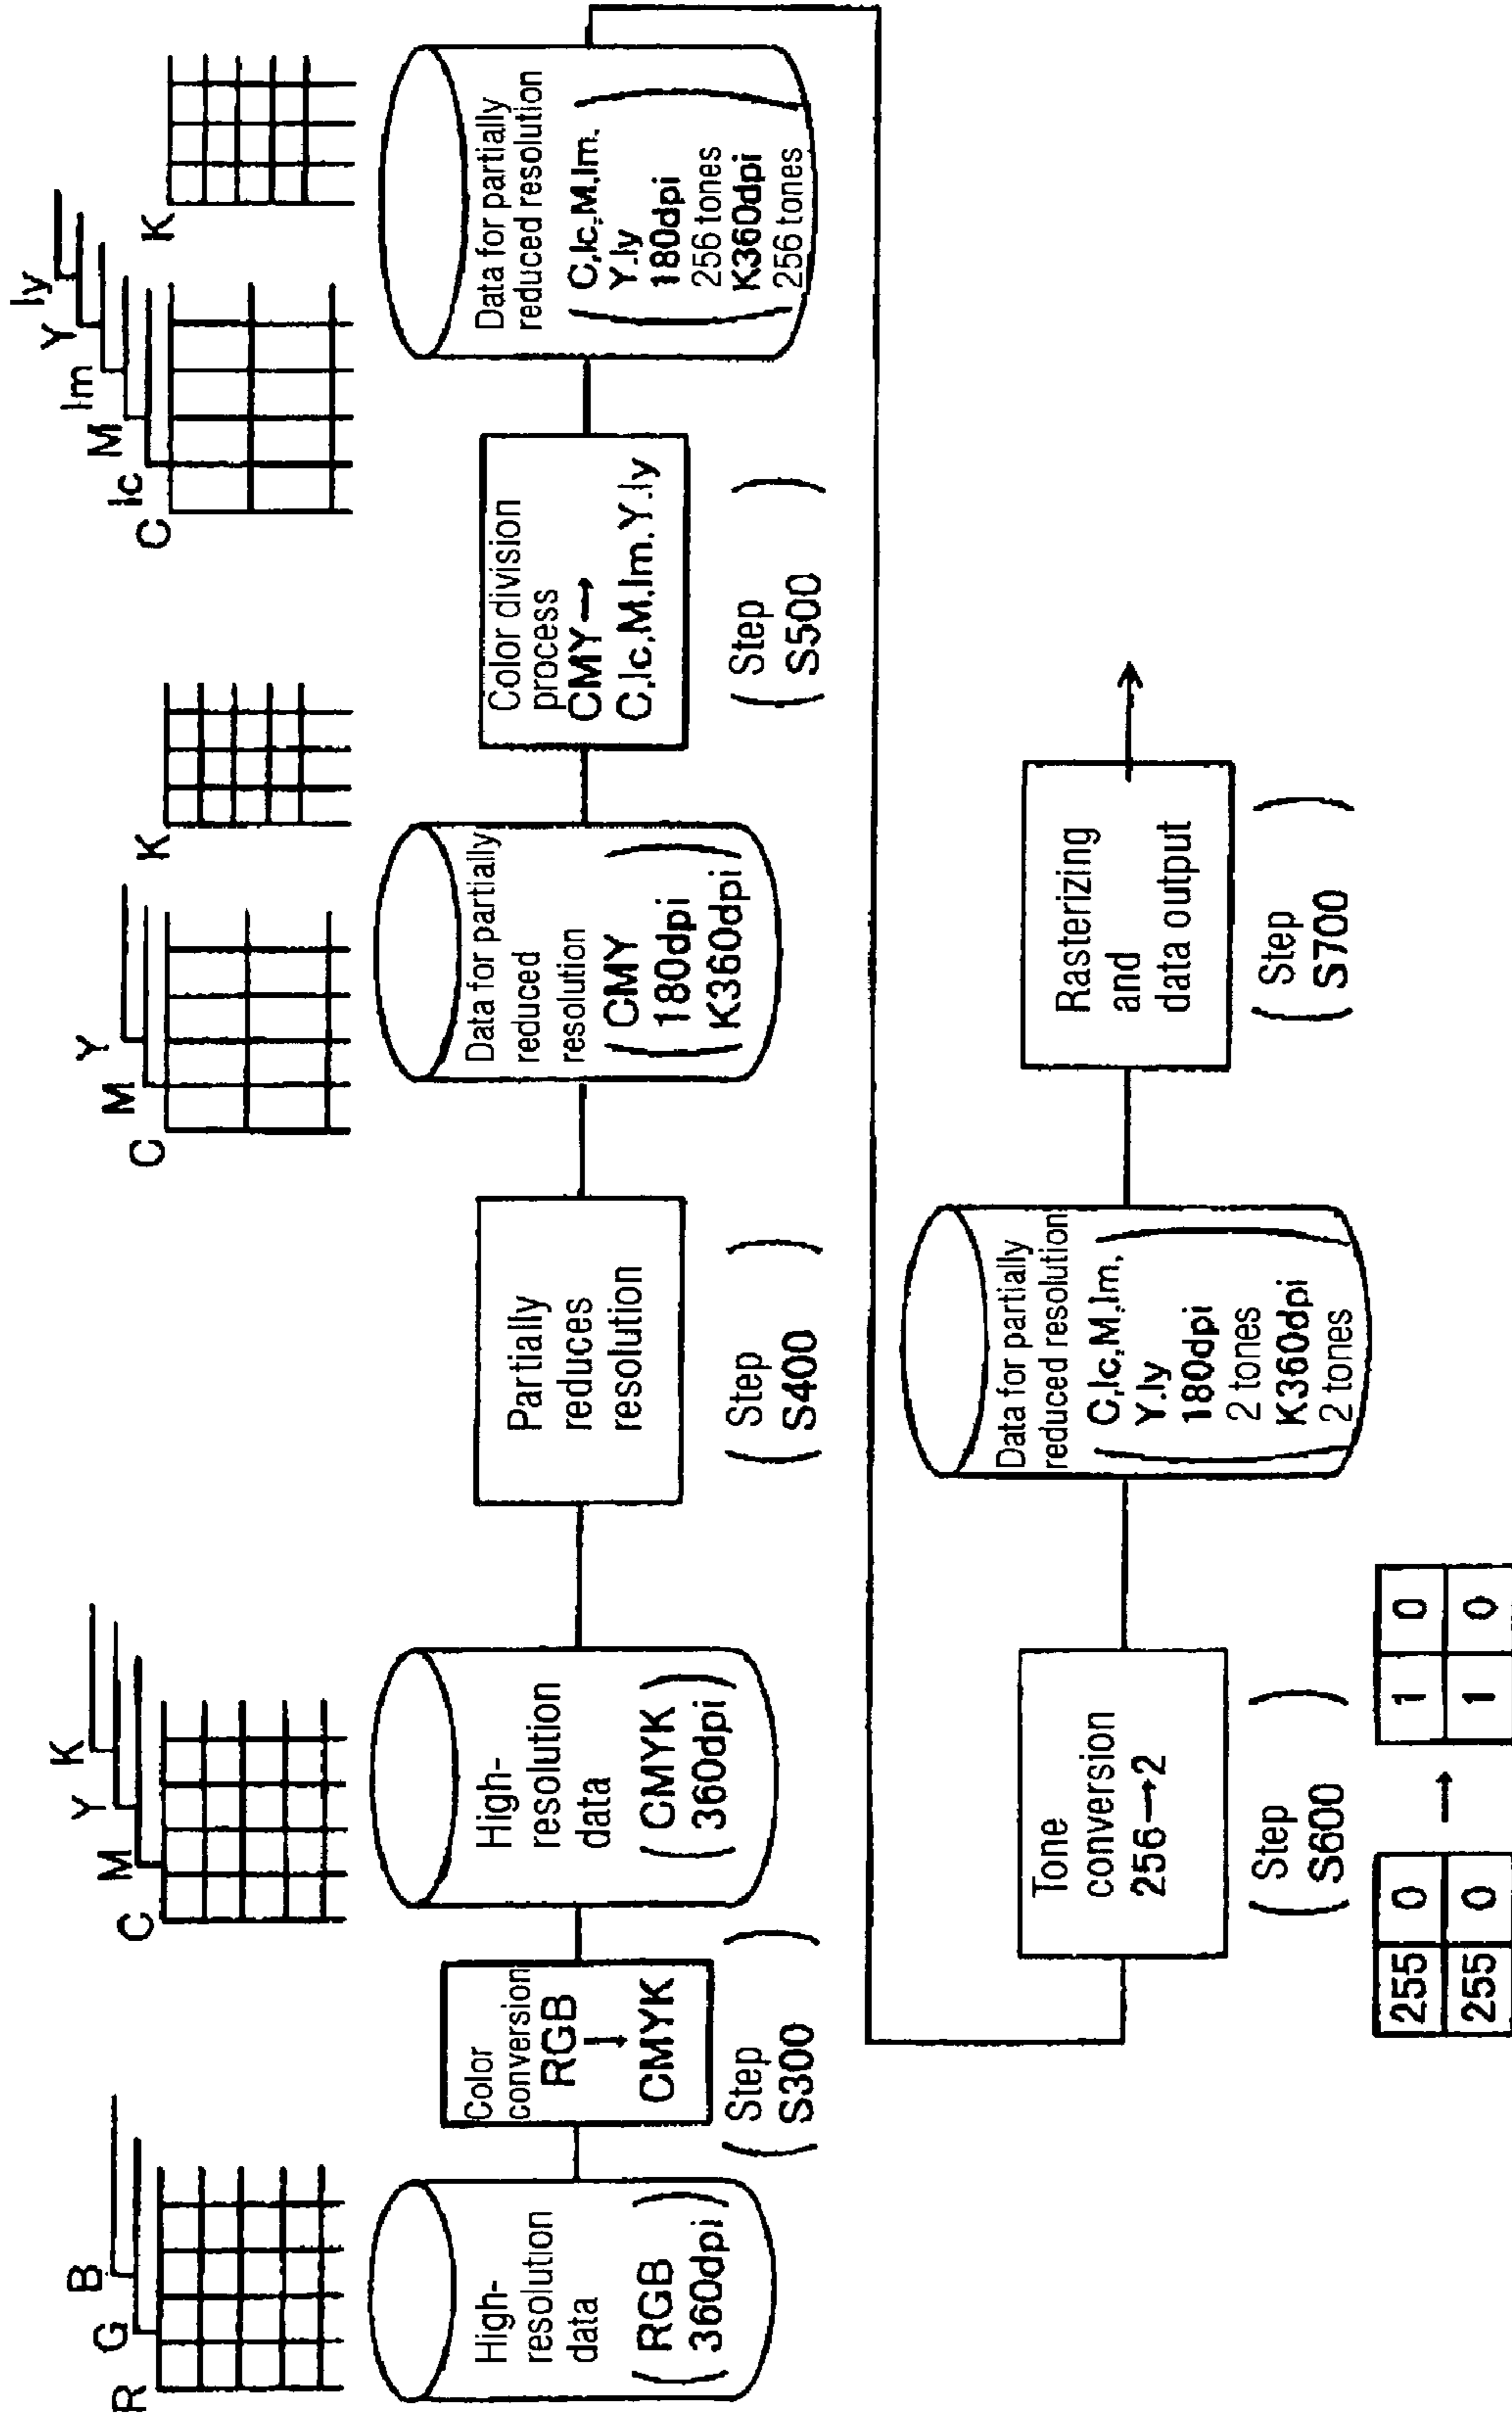 R
G
B
High-
resolution
data
RGB
360dpi
Color
conversion
RGB
↓
CMYK
Step
S300
C
M
Y
K
High-
resolution
data
CMYK
360dpi
Partially
reduces
resolution
Step
S400
C
M
Y
K
Data for partially
reduced
resolution
CMY
180dpi
K360dpi
Color division
process
CMY→
C,lc,M,lm.Y.ly
Step
S500
C
lc
M
lm
Y
ly
K
Data for partially
reduced resolution
C,lc,M,lm.
Y.ly
180dpi
256 tones
K360dpi
256 tones
Tone
conversion
256→2
Step
S600
255 0 → 1 0
255 0 1 0
Data for partially
reduced resolution
C,lc,M,lm,
Y.ly
180dpi
2 tones
K360dpi
2 tones
Rasterizing
and
data output
Step
S700